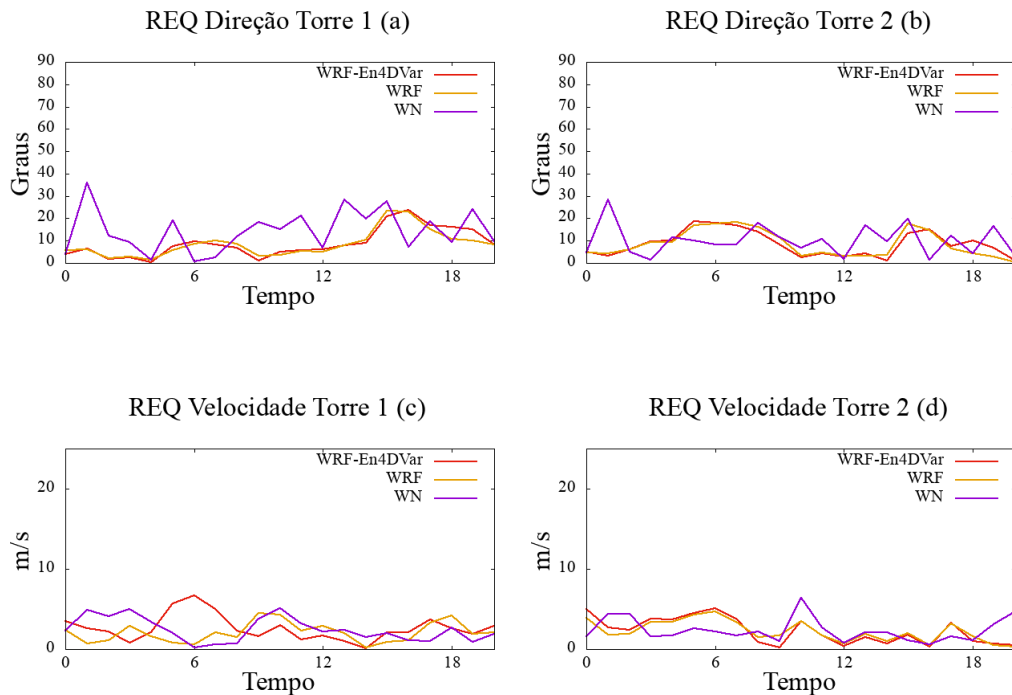 REQ Direção Torre 1 (a)
90
80
70
60
50
40
30
20
10
0
Graus
WRF-En4DVar
WRF
WN
0 6 12 18
Tempo
REQ Direção Torre 2 (b)
90
80
70
60
50
40
30
20
10
0
Graus
WRF-En4DVar
WRF
WN
0 6 12 18
Tempo
REQ Velocidade Torre 1 (c)
20
10
0
m/s
WRF-En4DVar
WRF
WN
0 6 12 18
Tempo
REQ Velocidade Torre 2 (d)
20
10
0
m/s
WRF-En4DVar
WRF
WN
0 6 12 18
Tempo